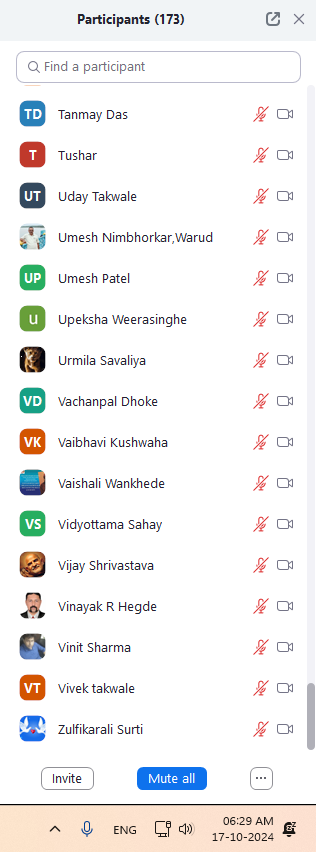 Participants (173)
Find a participant
TD Tanmay Das
T Tushar
UT Uday Takwale
Umesh Nimbhorkar,Warud
UP Umesh Patel
u Upeksha Weerasinghe
Urmila Savaliya
VD Vachanpal Dhoke
VK Vaibhavi Kushwaha
Vaishali Wankhede
VS Vidyottama Sahay
Vijay Shrivastava
Vinayak R Hegde
Vinit Sharma
VT Vivek takwale
Zulfikarali Surti
Invite Mute all ...
ENG 06:29 AM
17-10-2024